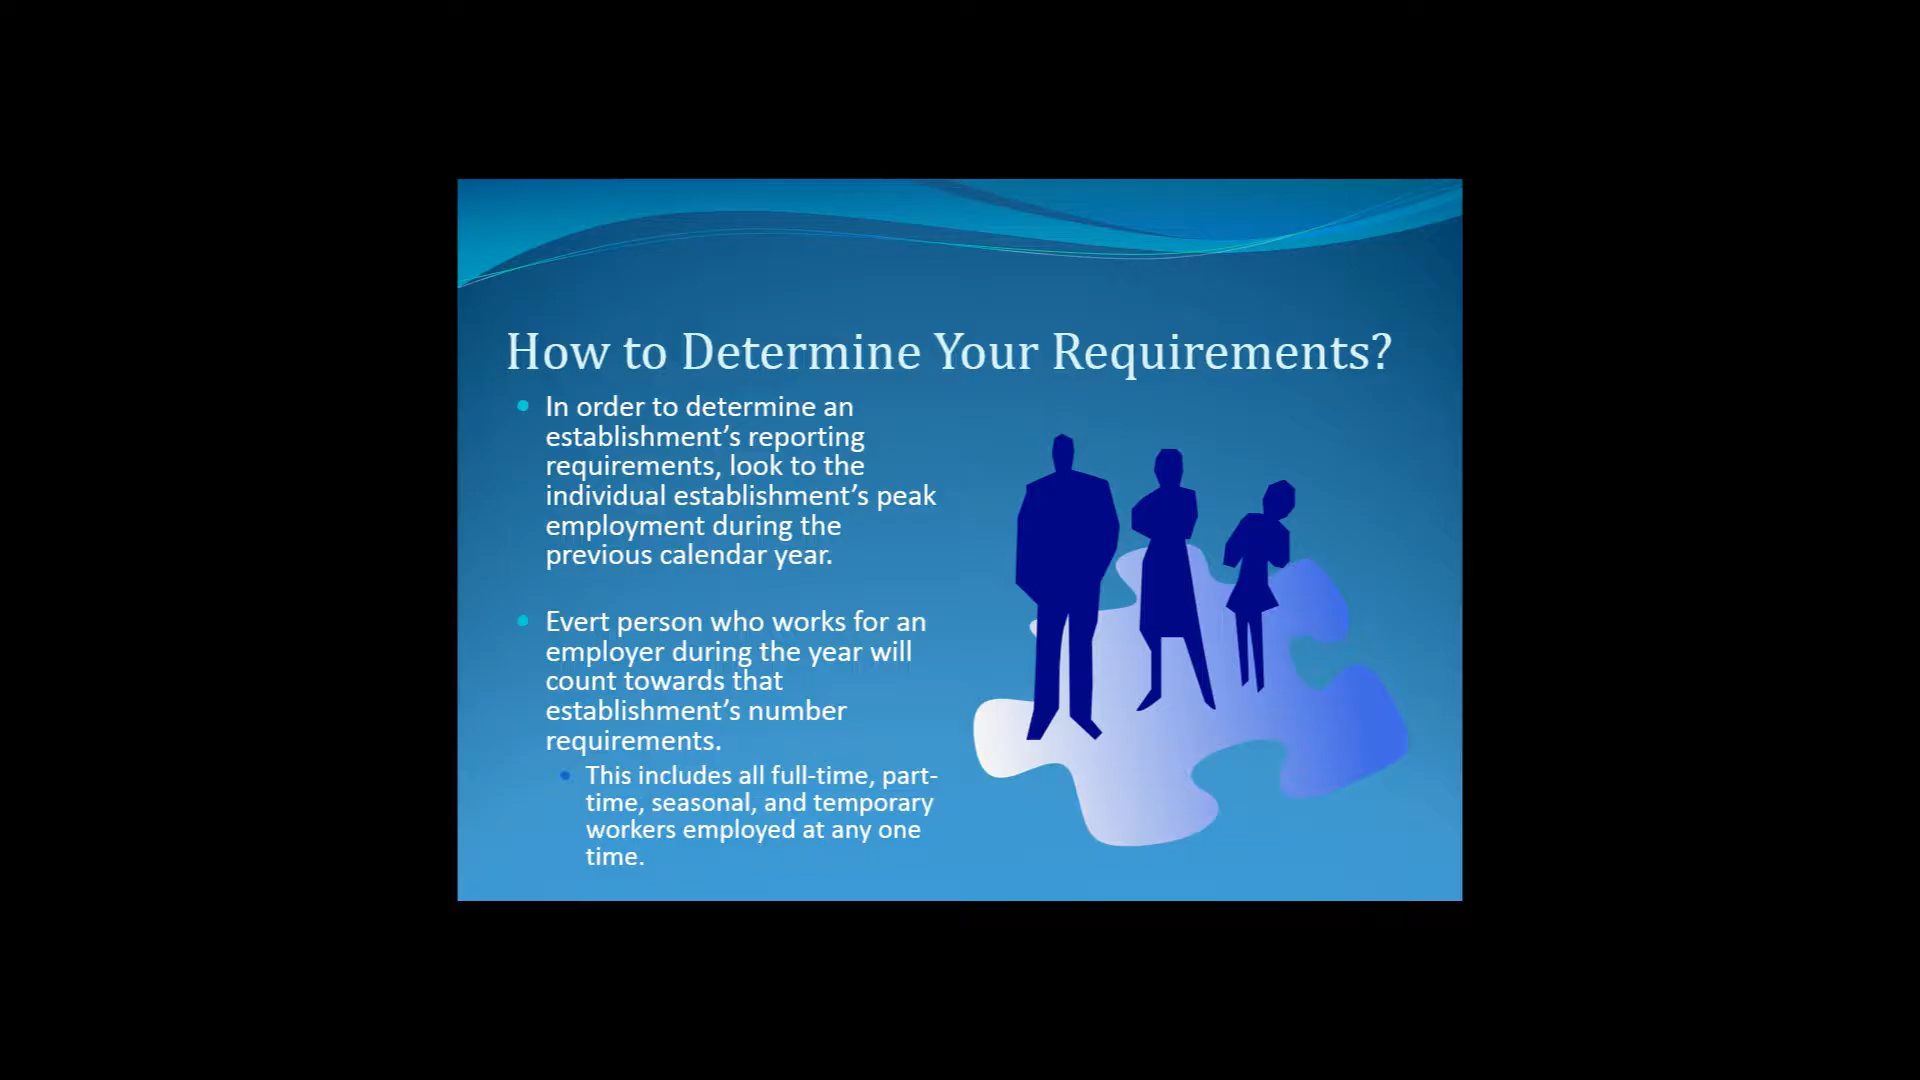 How to Determine Your Requirements?
In order to determine an
establishment's reporting
requirements, look to the
individual establishment's peak
employment during the
previous calendar year.
Evert person who works for an
employer during the year will
count towards that
establishment's number
requirements.
This includes all full-time, part-
time, seasonal, and temporary
workers employed at any one
time.